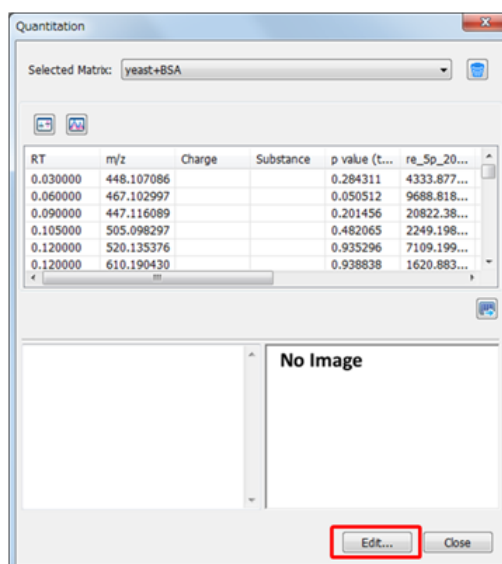 Quantitation
Selected Matrix: yeast+BSA
RT m/z Charge Substance p value (t... re_5p_20...
0.030000 448.107086 0.284311 4333.877...
0.060000 467.102997 0.050512 9688.818...
0.090000 447.116089 0.201456 20822.38...
0.105000 505.098297 0.482065 2249.198...
0.120000 520.135376 0.935296 7109.199...
0.120000 610.190430 0.938838 1620.883...
No Image
Edit... Close